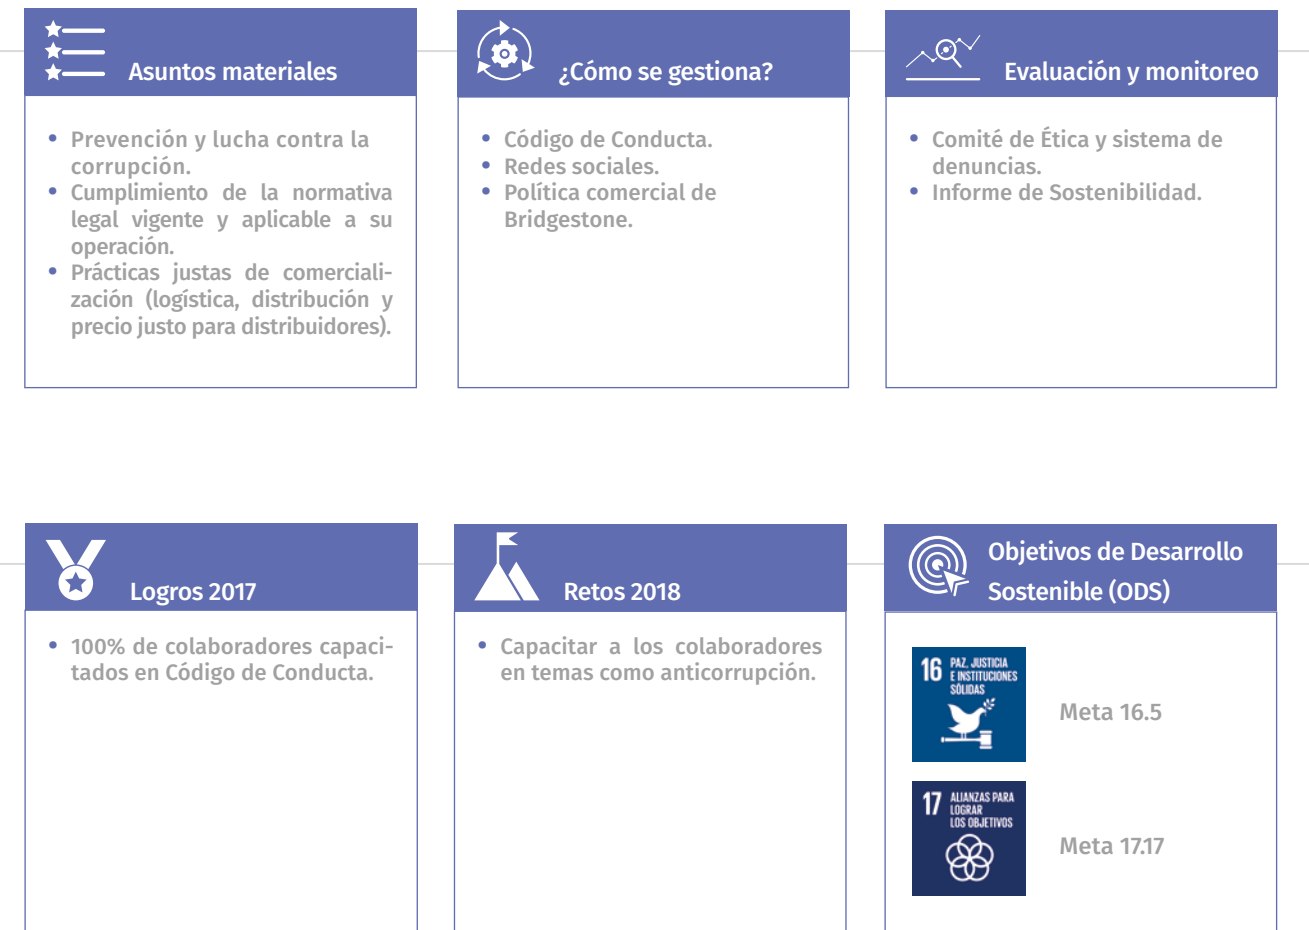 Asuntos materiales
Prevención y lucha contra la
corrupción.
Cumplimiento de la normativa
legal vigente y aplicable a su
operación.
Prácticas justas de comerciali-
zación (logística, distribución y
precio justo para distribuidores).
¿Cómo se gestiona?
Código de Conducta.
Redes sociales.
Política comercial de
Bridgestone.
Evaluación y monitoreo
Comité de Ética y sistema de
denuncias.
Informe de Sostenibilidad.
Logros 2017
100% de colaboradores capaci-
tados en Código de Conducta.
Retos 2018
Capacitar a los colaboradores
en temas como anticorrupción.
Objetivos de Desarrollo
Sostenible (ODS)
16 PAZ, JUSTICIA
E INSTITUCIONES
SÓLIDAS
Meta 16.5
17 ALIANZAS PARA
LOGRAR
LOS OBJETIVOS
Meta 17.17